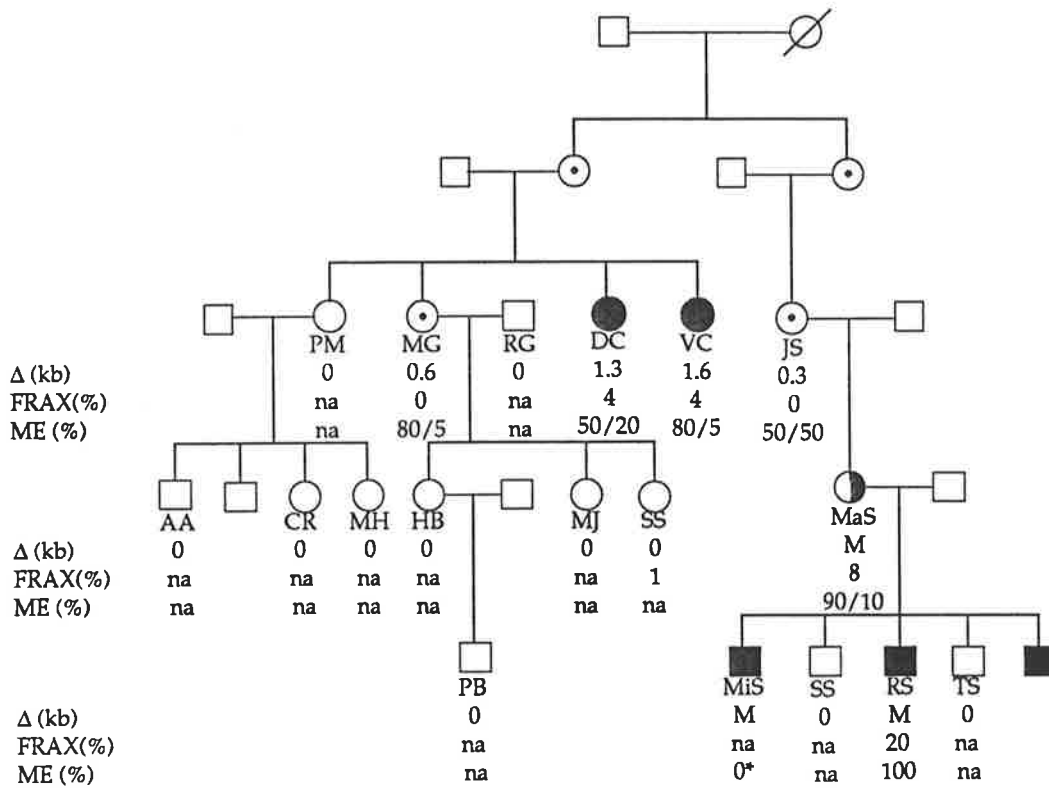 PM MG RG DC VC JS
Δ (kb) 0 0.6 0 1.3 1.6 0.3
FRAX(%) na 0 na 4 4 0
ME (%) na 80/5 na 50/20 80/5 50/50
AA CR MH HB MJ SS MaS
Δ (kb) 0 0 0 0 0 0 M
FRAX(%) na na na na na 1 8
ME (%) na na na na na na 90/10
PB MiS SS RS TS
Δ (kb) 0 M 0 M 0
FRAX(%) na na na 20 na
ME (%) na 0* na 100 na